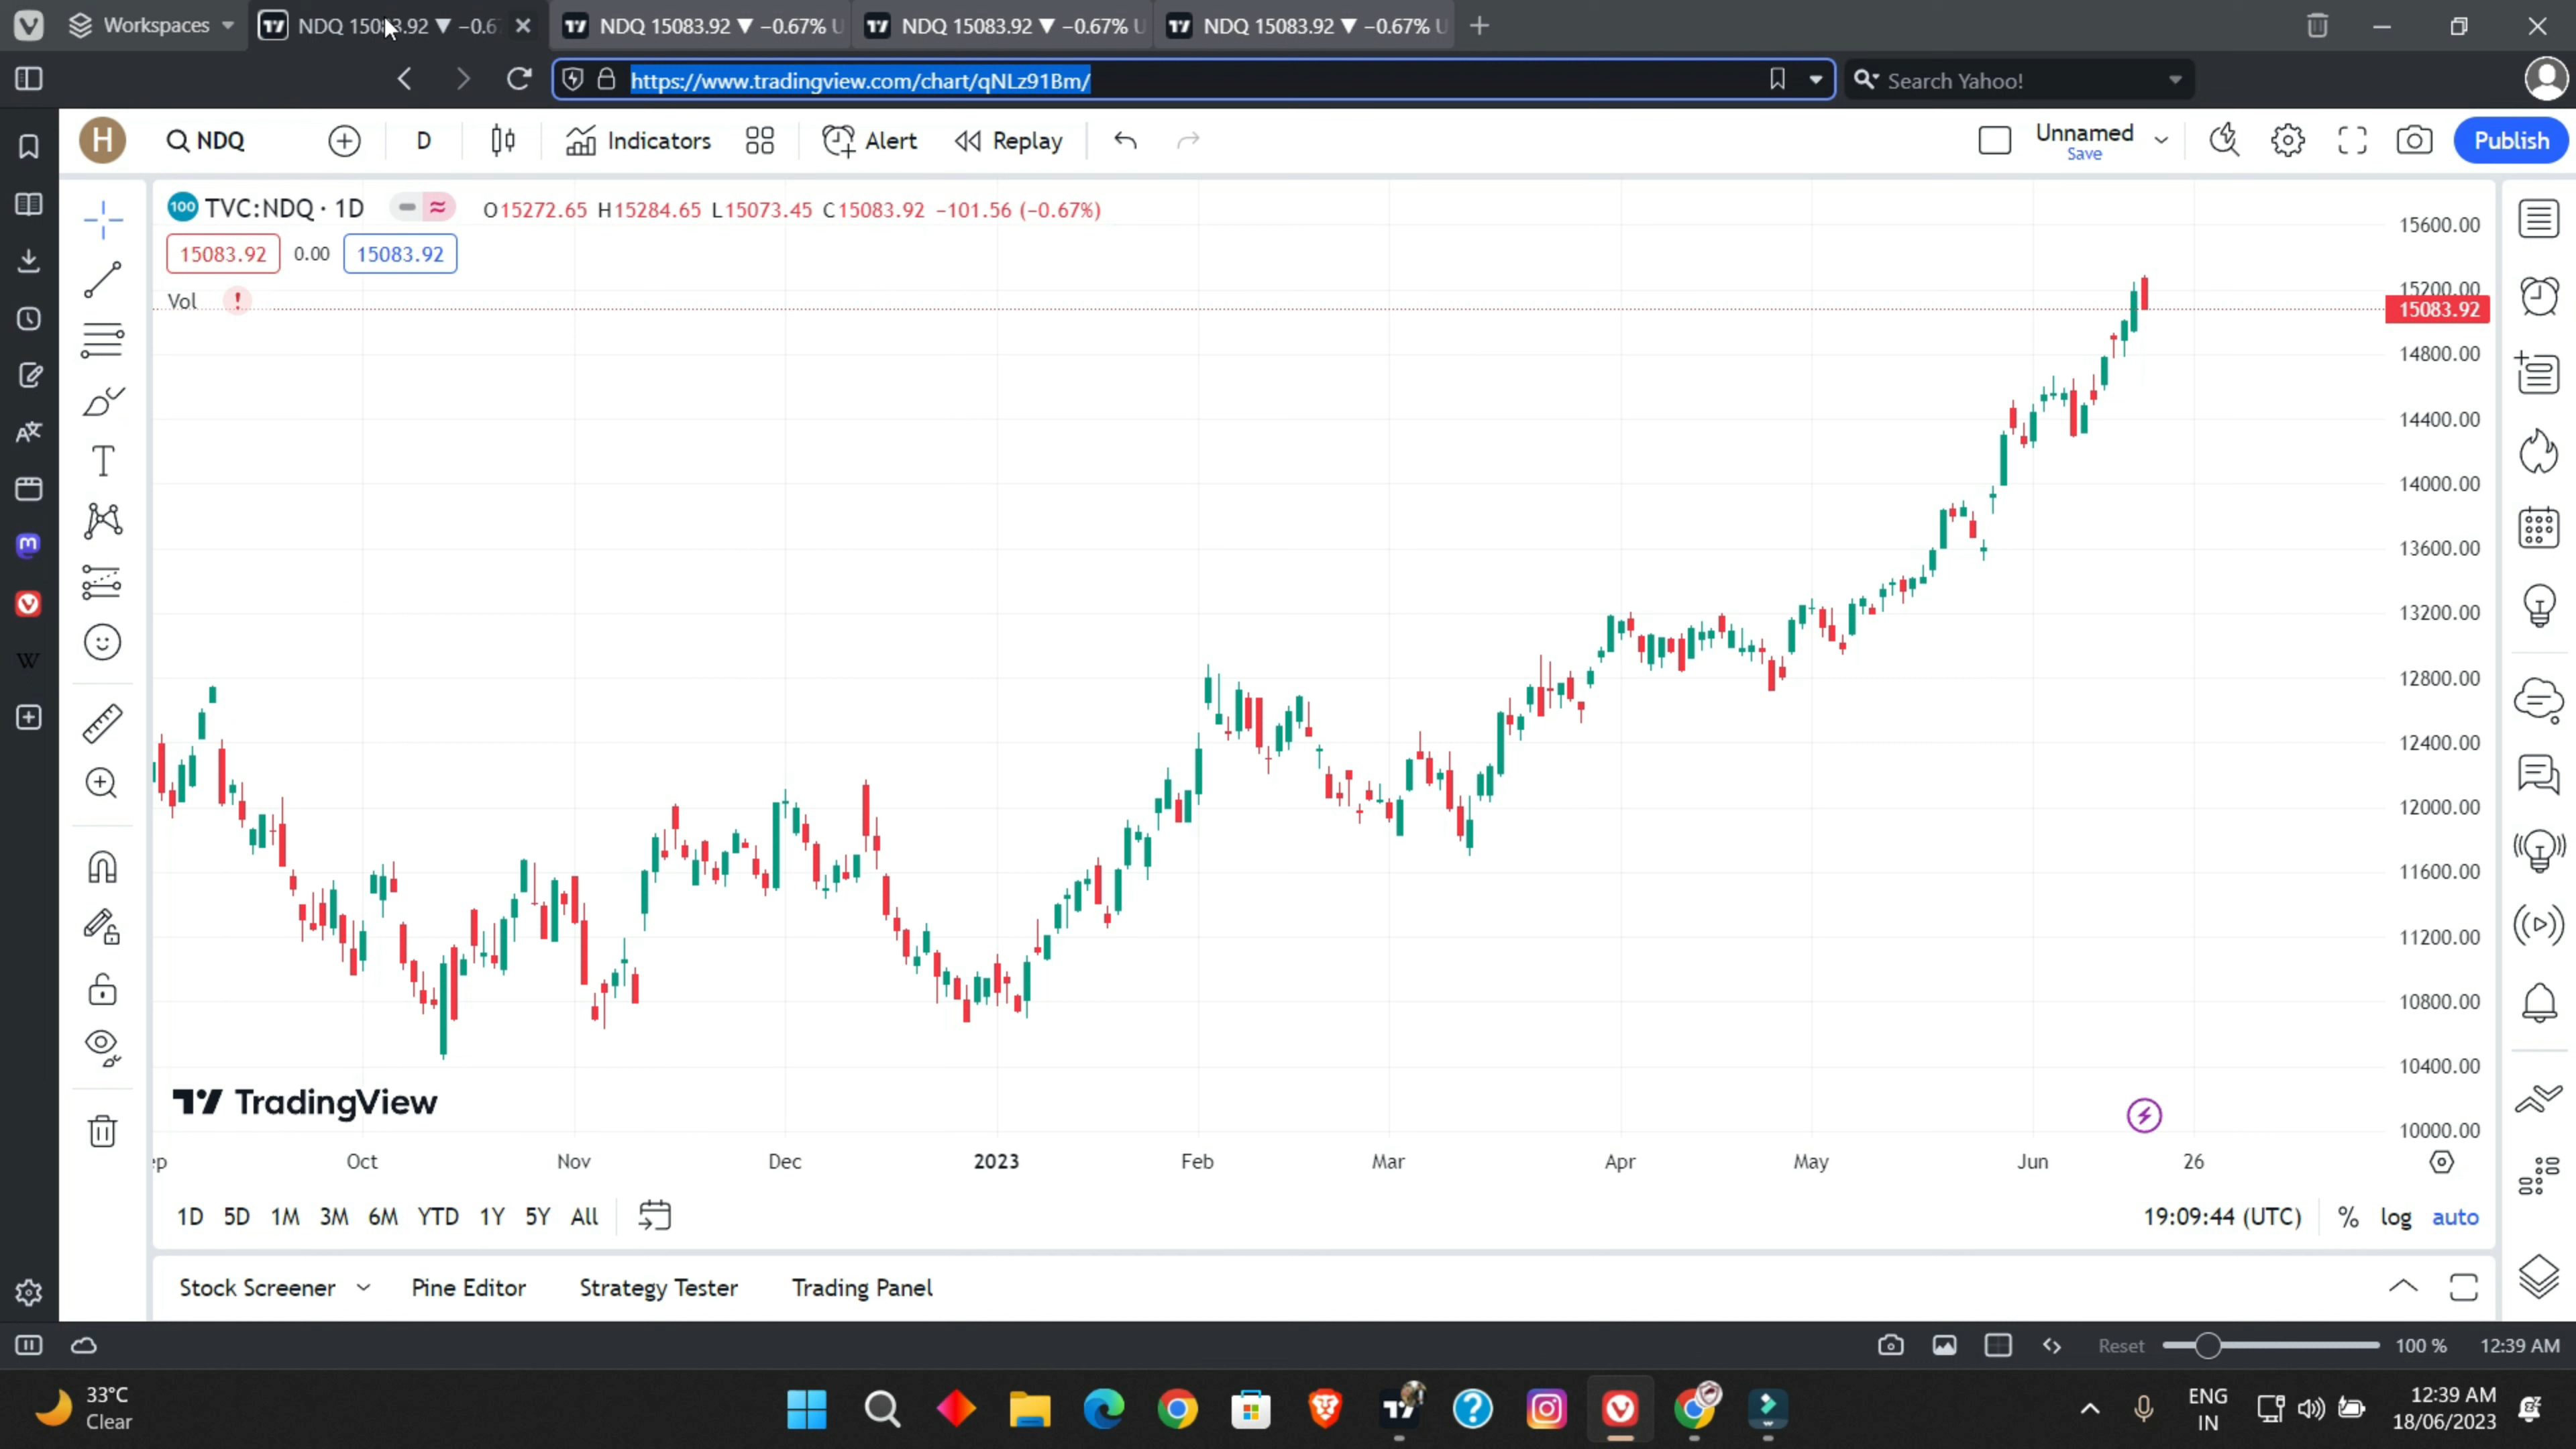 Workspaces
NDQ 15083.92 ▼ −0.6
NDQ 15083.92 ▼ −0.67% U
NDQ 15083.92 ▼ −0.67% U
NDQ 15083.92 ▼ −0.67% U
https://www.tradingview.com/chart/qNLz91Bm/
Search Yahoo!
H
NDQ
D
Indicators
Alert
Replay
Unnamed
Save
Publish
100 TVC:NDQ · 1D
O15272.65 H15284.65 L15073.45 C15083.92 −101.56 (−0.67%)
15083.92 0.00 15083.92
Vol
15600.00
15200.00
15083.92
14800.00
14400.00
14000.00
13600.00
13200.00
12800.00
12400.00
12000.00
11600.00
11200.00
10800.00
10400.00
10000.00
TradingView
Oct Nov Dec 2023 Feb Mar Apr May Jun 26
1D 5D 1M 3M 6M YTD 1Y 5Y All
19:09:44 (UTC) % log auto
Stock Screener Pine Editor Strategy Tester Trading Panel
Reset 100 % 12:39 AM
33°C
Clear
ENG
IN
12:39 AM
18/06/2023